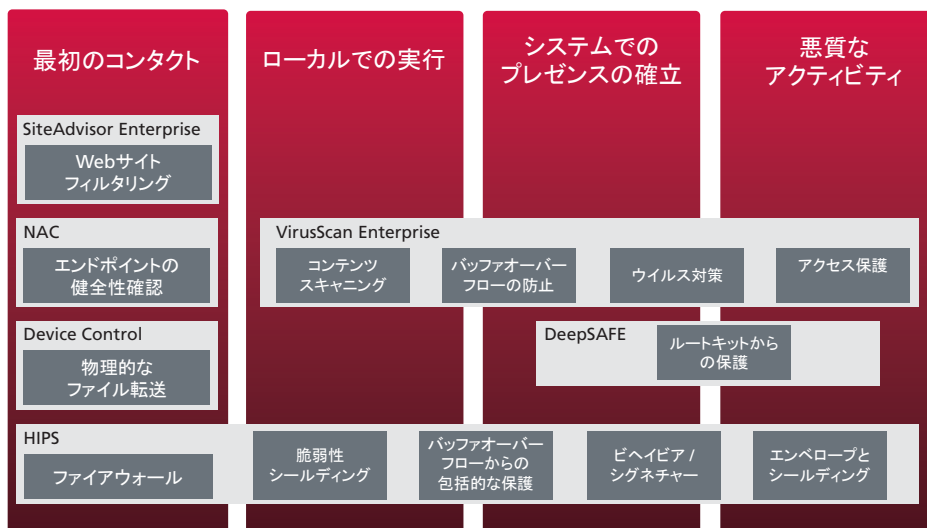 最初のコンタクト
ローカルでの実行
システムでの
プレゼンスの確立
悪質な
アクティビティ
SiteAdvisor Enterprise
Webサイト
フィルタリング
NAC
エンドポイントの
健全性確認
VirusScan Enterprise
コンテンツ
スキャニング
バッファオーバー
フローの防止
ウイルス対策
アクセス保護
Device Control
物理的な
ファイル転送
DeepSAFE
ルートキットから
の保護
HIPS
ファイアウォール
脆弱性
シールディング
バッファオーバー
フローからの
包括的な保護
ビヘイビア /
シグネチャー
エンベロープと
シールディング